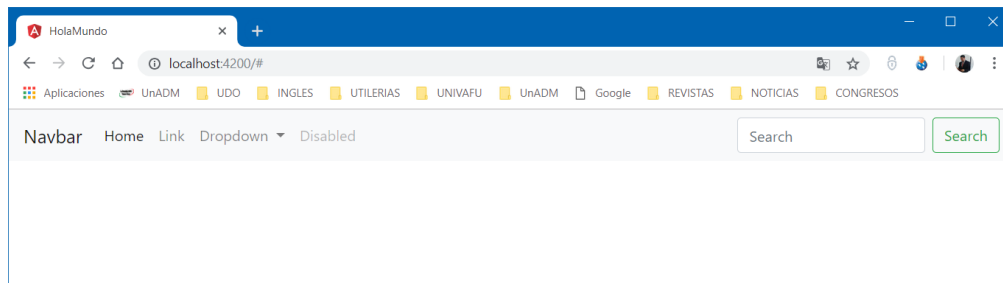 HolaMundo
localhost:4200/#
Aplicaciones UnADM UDO INGLES UTILERIAS UNIVAFU UnADM Google REVISTAS NOTICIAS CONGRESOS
Navbar Home Link Dropdown Disabled Search Search